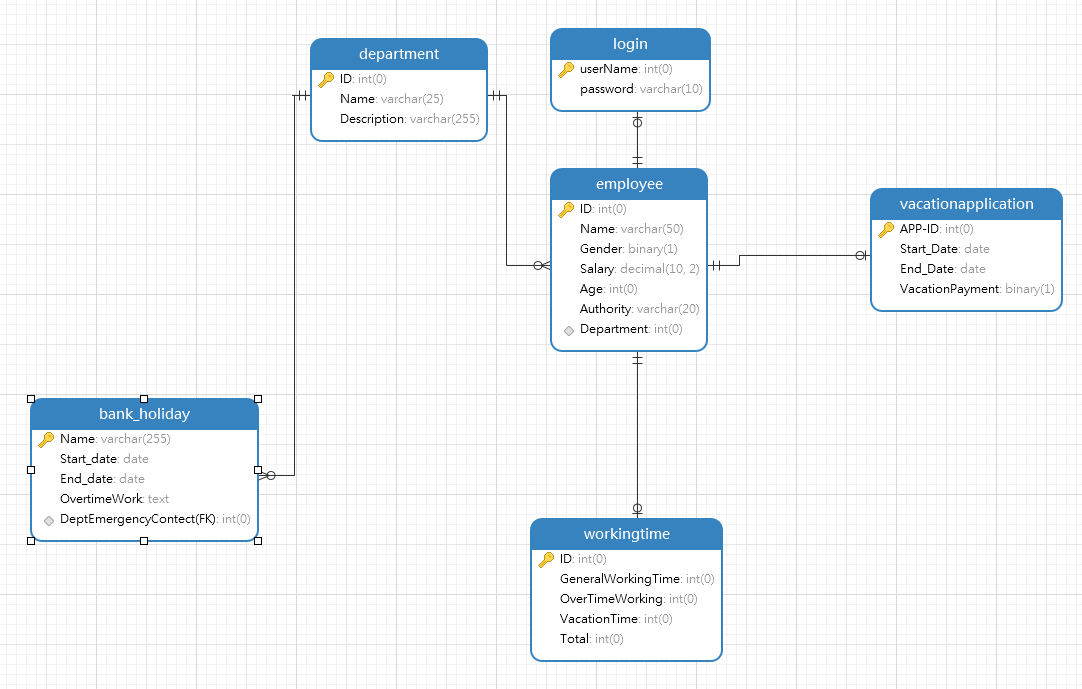 department
ID: int(0)
Name: varchar(25)
Description: varchar(255)
login
userName: int(0)
password: varchar(10)
employee
ID: int(0)
Name: varchar(50)
Gender: binary(1)
Salary: decimal(10, 2)
Age: int(0)
Authority: varchar(20)
Department: int(0)
vacationapplication
APP-ID: int(0)
Start_Date: date
End_Date: date
VacationPayment: binary(1)
bank_holiday
Name: varchar(255)
Start_date: date
End_date: date
OvertimeWork: text
DeptEmergencyContect(FK): int(0)
workingtime
ID: int(0)
GeneralWorkingTime: int(0)
OverTimeWorking: int(0)
VacationTime: int(0)
Total: int(0)